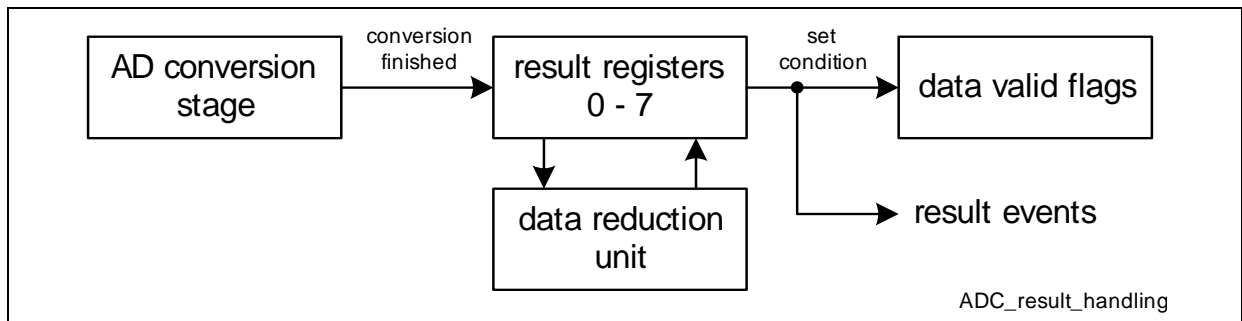 AD conversion
stage
conversion
finished
result registers
0 - 7
set
condition
data valid flags
data reduction
unit
result events
ADC_result_handling